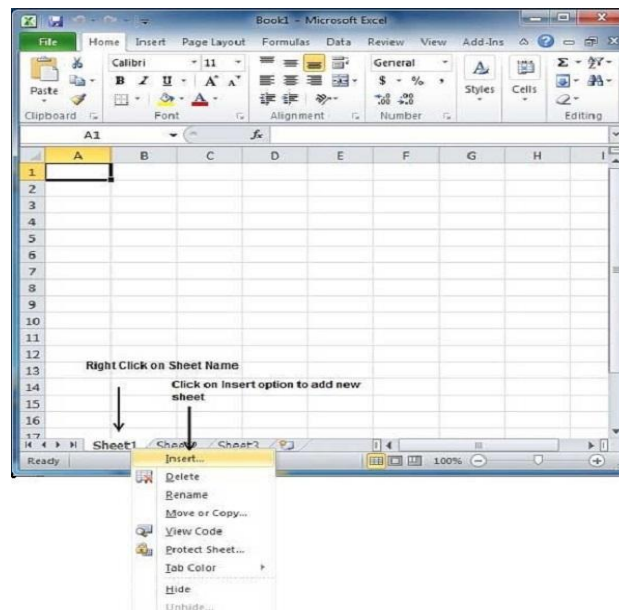 Book1 - Microsoft Excel
File Home Insert Page Layout Formulas Data Review View Add-Ins
Calibri 11 General
Paste B I U A A $ % , Styles Cells Σ
Clipboard Font Alignment Number Editing
A1 fx
A B C D E F G H I
1
2
3
4
5
6
7
8
9
10
11
12
13
Right Click on Sheet Name
14
Click on Insert option to add new
sheet
15
16
17
Sheet1 Sheet3
Ready 100%
Insert...
Delete
Rename
Move or Copy...
View Code
Protect Sheet...
Tab Color
Hide
Unhide...